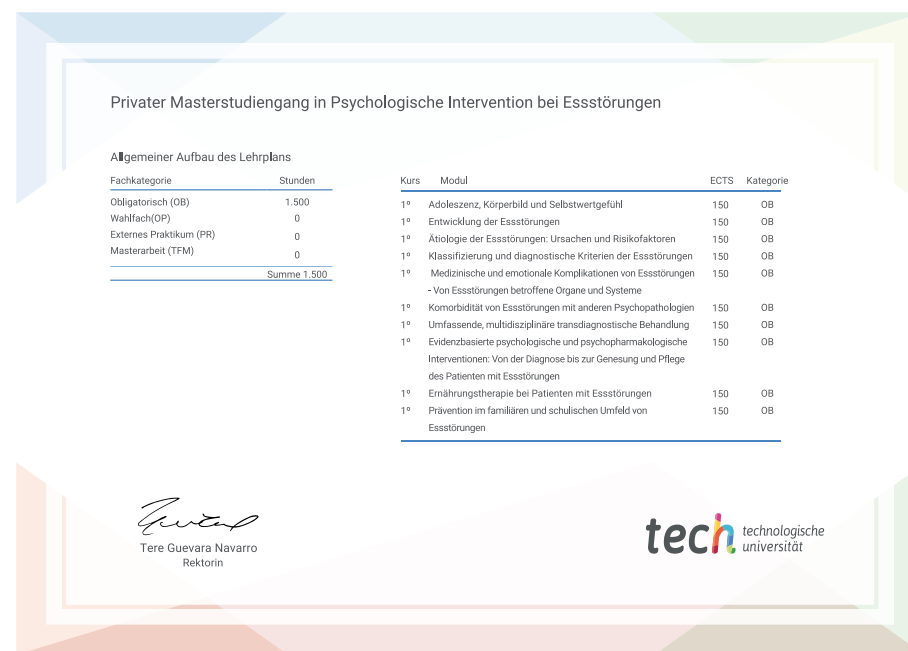 Privater Masterstudiengang in Psychologische Intervention bei Essstörungen
Allgemeiner Aufbau des Lehrplans
Fachkategorie Stunden
Obligatorisch (OB) 1.500
Wahlfach(OP) 0
Externes Praktikum (PR) 0
Masterarbeit (TFM) 0
Summe 1.500
Kurs Modul ECTS Kategorie
1º Adoleszenz, Körperbild und Selbstwertgefühl 150 OB
1º Entwicklung der Essstörungen 150 OB
1º Ätiologie der Essstörungen: Ursachen und Risikofaktoren 150 OB
1º Klassifizierung und diagnostische Kriterien der Essstörungen 150 OB
1º Medizinische und emotionale Komplikationen von Essstörungen 150 OB
- Von Essstörungen betroffene Organe und Systeme
1º Komorbidität von Essstörungen mit anderen Psychopathologien 150 OB
1º Umfassende, multidisziplinäre transdiagnostische Behandlung 150 OB
1º Evidenzbasierte psychologische und psychopharmakologische 150 OB
Interventionen: Von der Diagnose bis zur Genesung und Pflege
des Patienten mit Essstörungen
1º Ernährungstherapie bei Patienten mit Essstörungen 150 OB
1º Prävention im familiären und schulischen Umfeld von 150 OB
Essstörungen
Tere Guevara Navarro
Rektorin
tech technologische
universität